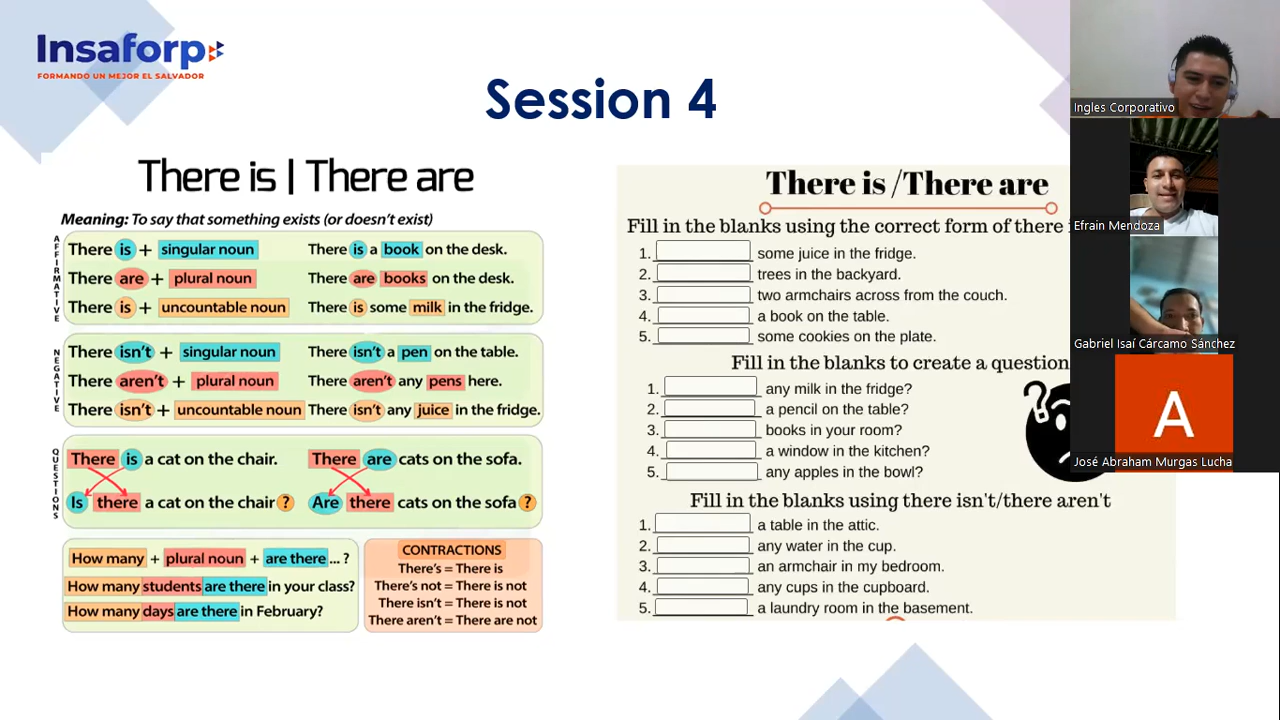 Insaforp
FORMANDO UN MEJOR EL SALVADOR
Session 4
There is | There are
Meaning: To say that something exists (or doesn't exist)
AFFIRMATIVE
There is + singular noun There is a book on the desk.
There are + plural noun There are books on the desk.
There is + uncountable noun There is some milk in the fridge.
NEGATIVE
There isn't + singular noun There isn't a pen on the table.
There aren't + plural noun There aren't any pens here.
There isn't + uncountable noun There isn't any juice in the fridge.
QUESTIONS
There is a cat on the chair. There are cats on the sofa.
Is there a cat on the chair ? Are there cats on the sofa ?
How many + plural noun + are there ... ?
How many students are there in your class?
How many days are there in February?
CONTRACTIONS
There's = There is
There's not = There is not
There isn't = There is not
There aren't = There are not
There is /There are
Fill in the blanks using the correct form of there
1. some juice in the fridge.
2. trees in the backyard.
3. two armchairs across from the couch.
4. a book on the table.
5. some cookies on the plate.
Fill in the blanks to create a question
1. any milk in the fridge?
2. a pencil on the table?
3. books in your room?
4. a window in the kitchen?
5. any apples in the bowl?
Fill in the blanks using there isn't/there aren't
1. a table in the attic.
2. any water in the cup.
3. an armchair in my bedroom.
4. any cups in the cupboard.
5. a laundry room in the basement.
Ingles Corporativo
Efrain Mendoza
Gabriel Isaí Cárcamo Sánchez
A
José Abraham Murgas Lucha